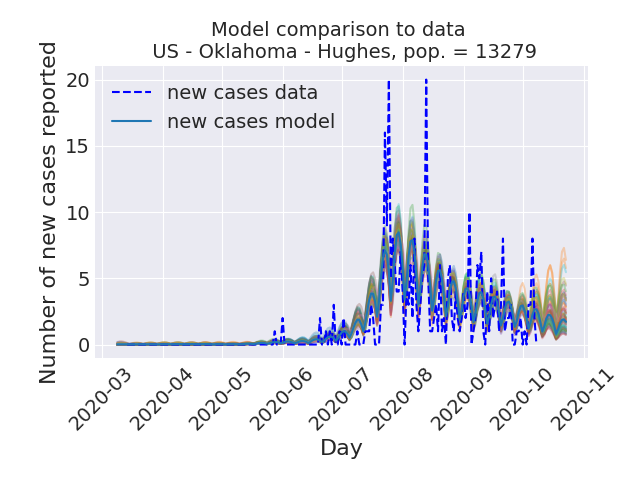 Model comparison to data
US - Oklahoma - Hughes, pop. = 13279
new cases data
new cases model
Number of new cases reported
20
15
10
5
0
2020-03
2020-04
2020-05
2020-06
2020-07
2020-08
2020-09
2020-10
2020-11
Day